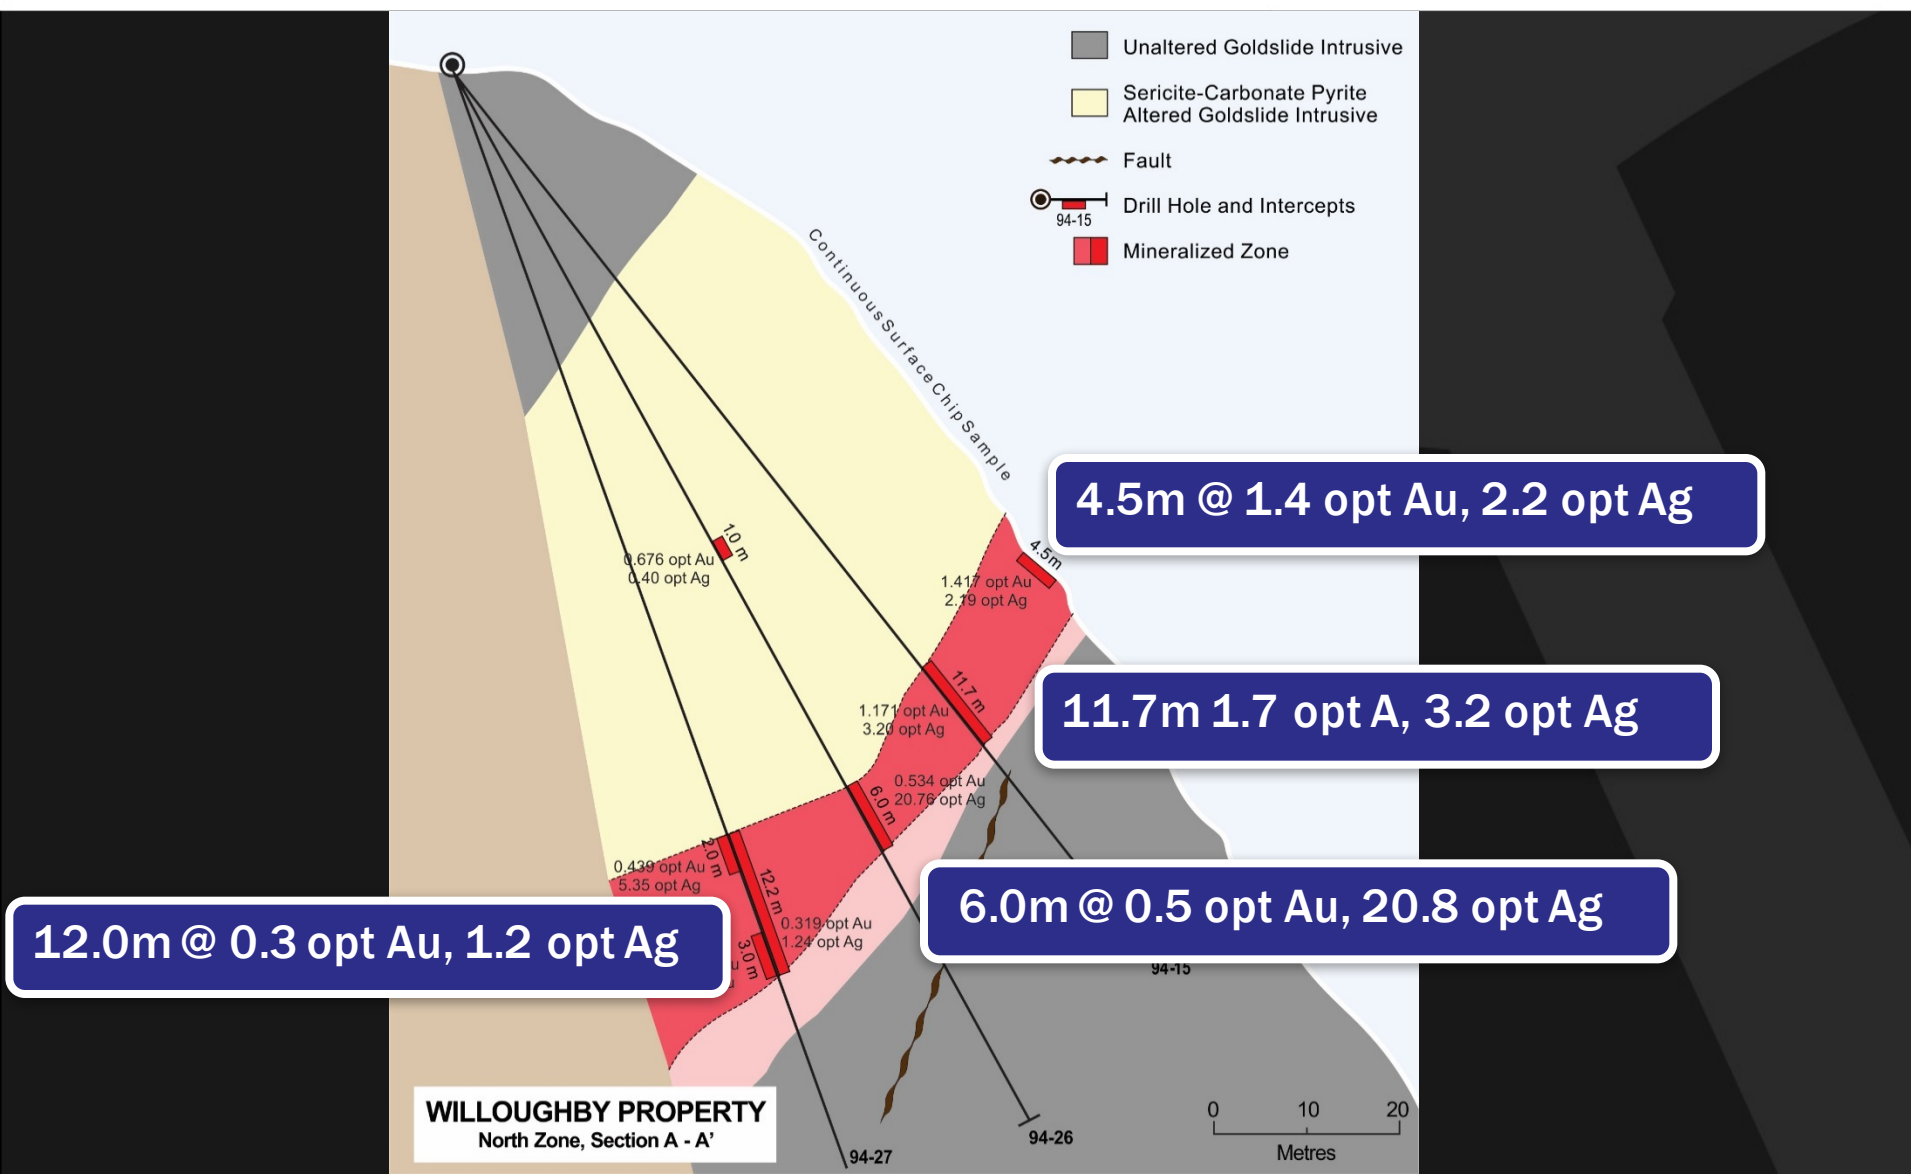 Unaltered Goldslide Intrusive
Sericite-Carbonate Pyrite
Altered Goldslide Intrusive
Fault
Drill Hole and Intercepts
94-15
Mineralized Zone
Continuous Surface Chip Sample
4.5m @ 1.4 opt Au, 2.2 opt Ag
1.0 m
0.676 opt Au
0.40 opt Ag
4.5m
1.417 opt Au
2.19 opt Ag
11.7 m
11.7m 1.7 opt A, 3.2 opt Ag
1.171 opt Au
3.20 opt Ag
0.534 opt Au
20.76 opt Ag
6.0 m
2.0 m
0.439 opt Au
5.35 opt Ag
12.2 m
6.0m @ 0.5 opt Au, 20.8 opt Ag
0.319 opt Au
1.24 opt Ag
12.0m @ 0.3 opt Au, 1.2 opt Ag
3.0 m
94-15
WILLOUGHBY PROPERTY
North Zone, Section A - A'
94-27
94-26
0 10 20
Metres